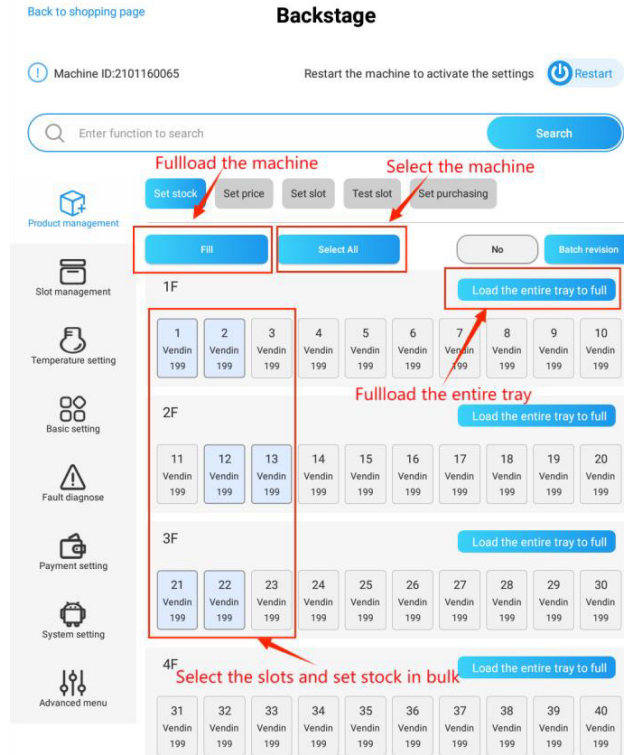 Back to shopping page
Backstage
Machine ID:2101160065
Restart the machine to activate the settings
Restart
Enter function to search
Search
Fullload the machine
Select the machine
Set stock
Set price
Set slot
Test slot
Set purchasing
Product management
Fill
Select All
No
Batch revision
Slot management
Temperature setting
Basic setting
Fault diagnose
Payment setting
System setting
Advanced menu
1F
Load the entire tray to full
1 2 3 4 5 6 7 8 9 10
Vendin Vendin Vendin Vendin Vendin Vendin Vendin Vendin Vendin Vendin
199 199 199 199 199 199 199 199 199 199
Fullload the entire tray
2F
Load the entire tray to full
11 12 13 14 15 16 17 18 19 20
Vendin Vendin Vendin Vendin Vendin Vendin Vendin Vendin Vendin Vendin
199 199 199 199 199 199 199 199 199 199
3F
Load the entire tray to full
21 22 23 24 25 26 27 28 29 30
Vendin Vendin Vendin Vendin Vendin Vendin Vendin Vendin Vendin Vendin
199 199 199 199 199 199 199 199 199 199
4F
Load the entire tray to full
Select the slots and set stock in bulk
31 32 33 34 35 36 37 38 39 40
Vendin Vendin Vendin Vendin Vendin Vendin Vendin Vendin Vendin Vendin
199 199 199 199 199 199 199 199 199 199